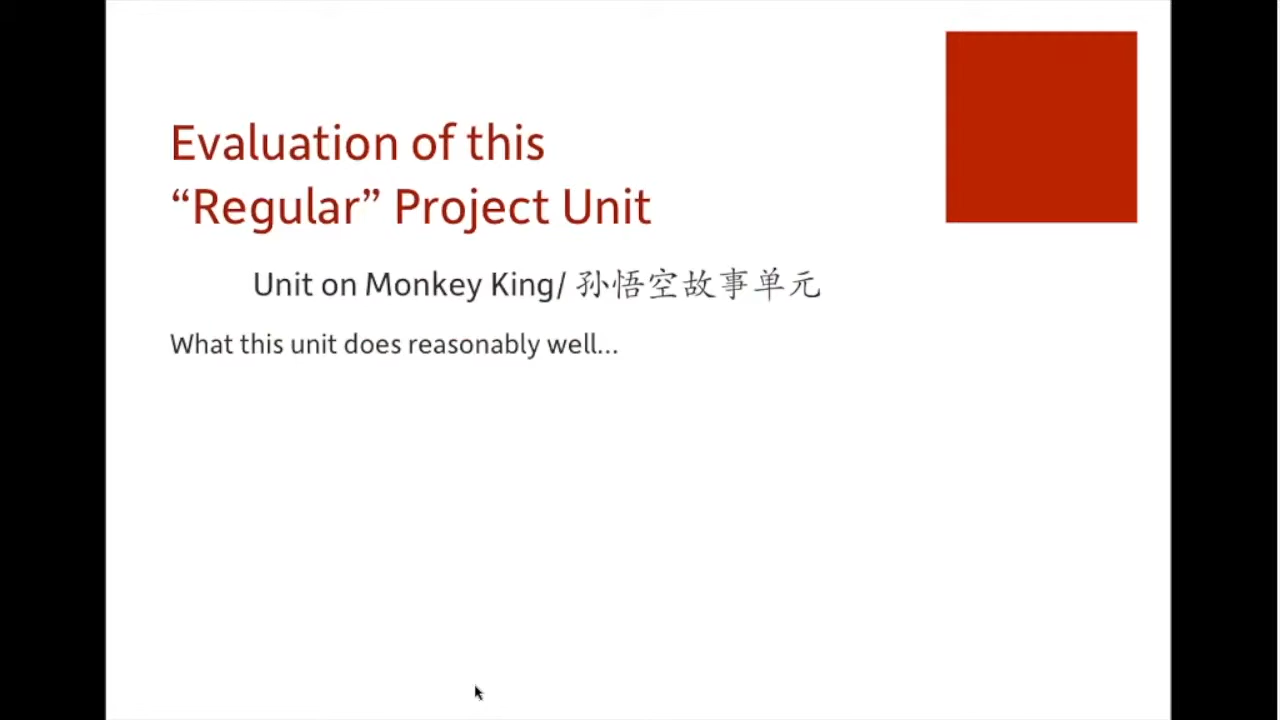 Evaluation of this
“Regular” Project Unit
Unit on Monkey King/ 孙悟空故事单元
What this unit does reasonably well...